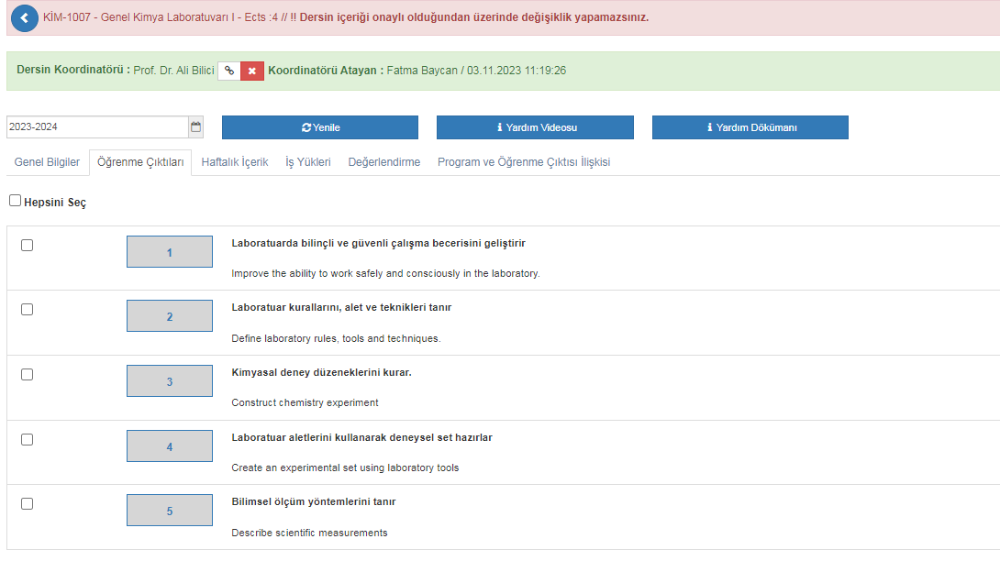 KİM-1007 - Genel Kimya Laboratuvarı I - Ects :4 // !! Dersin içeriği onaylı olduğundan üzerinde değişiklik yapamazsınız.
Dersin Koordinatörü : Prof. Dr. Ali Bilici Koordinatörü Atayan : Fatma Baycan / 03.11.2023 11:19:26
2023-2024 Yenile Yardım Videosu Yardım Dökümanı
Genel Bilgiler Öğrenme Çıktıları Haftalık İçerik İş Yükleri Değerlendirme Program ve Öğrenme Çıktısı İlişkisi
Hepsini Seç
1 Laboratuarda bilinçli ve güvenli çalışma becerisini geliştirir
Improve the ability to work safely and consciously in the laboratory.
2 Laboratuar kurallarını, alet ve teknikleri tanır
Define laboratory rules, tools and techniques.
3 Kimyasal deney düzeneklerini kurar.
Construct chemistry experiment
4 Laboratuar aletlerini kullanarak deneysel set hazırlar
Create an experimental set using laboratory tools
5 Bilimsel ölçüm yöntemlerini tanır
Describe scientific measurements